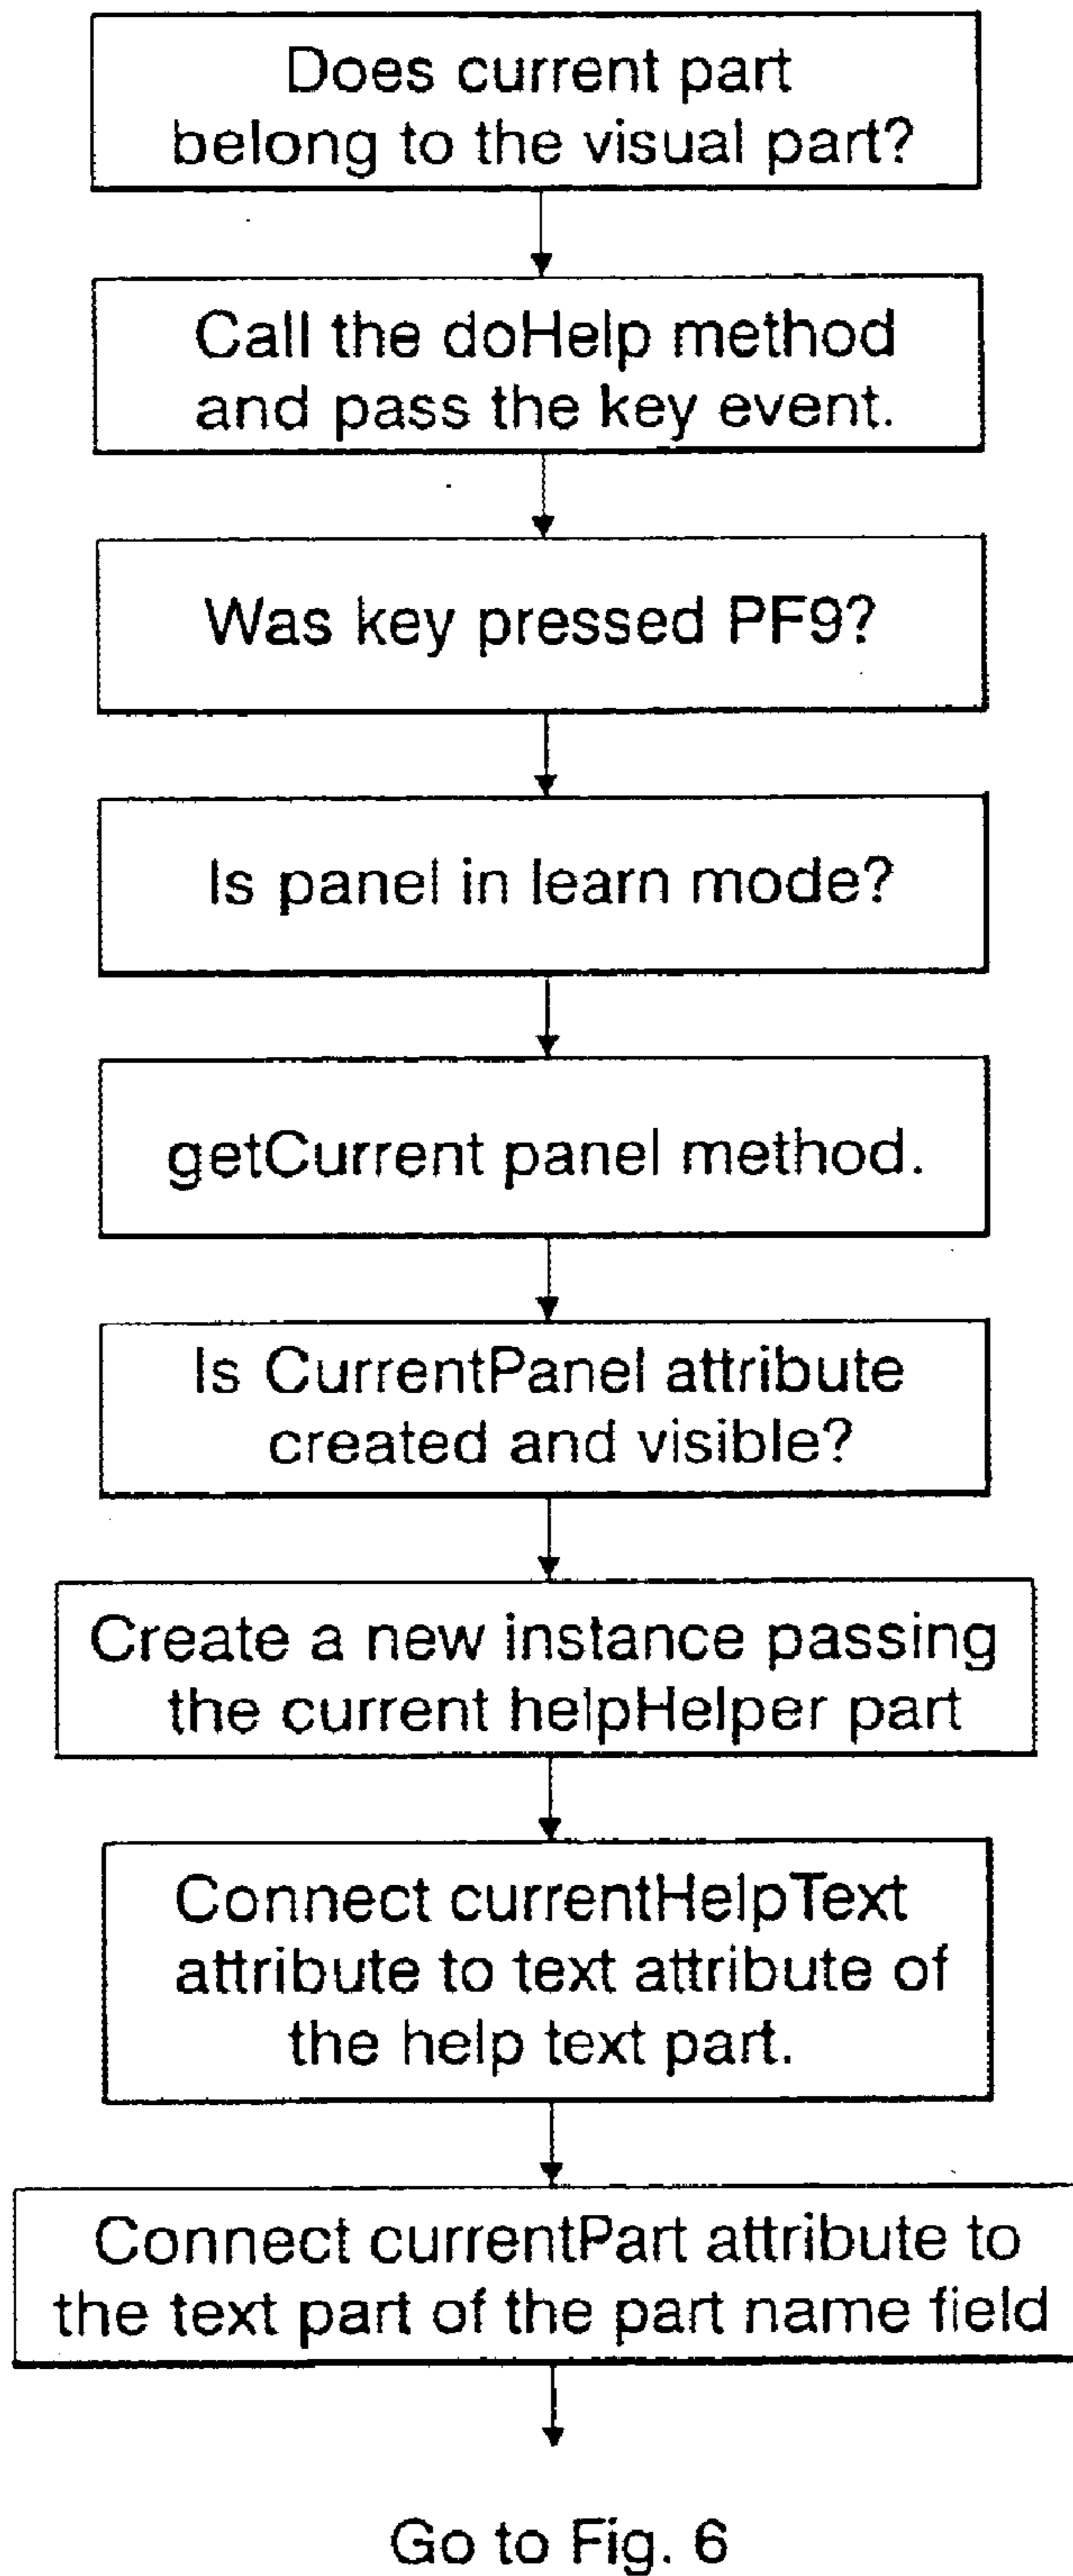 Does current part
belong to the visual part?
Call the doHelp method
and pass the key event.
Was key pressed PF9?
Is panel in learn mode?
getCurrent panel method.
Is CurrentPanel attribute
created and visible?
Create a new instance passing
the current helpHelper part
Connect currentHelpText
attribute to text attribute of
the help text part.
Connect currentPart attribute to
the text part of the part name field
Go to Fig. 6